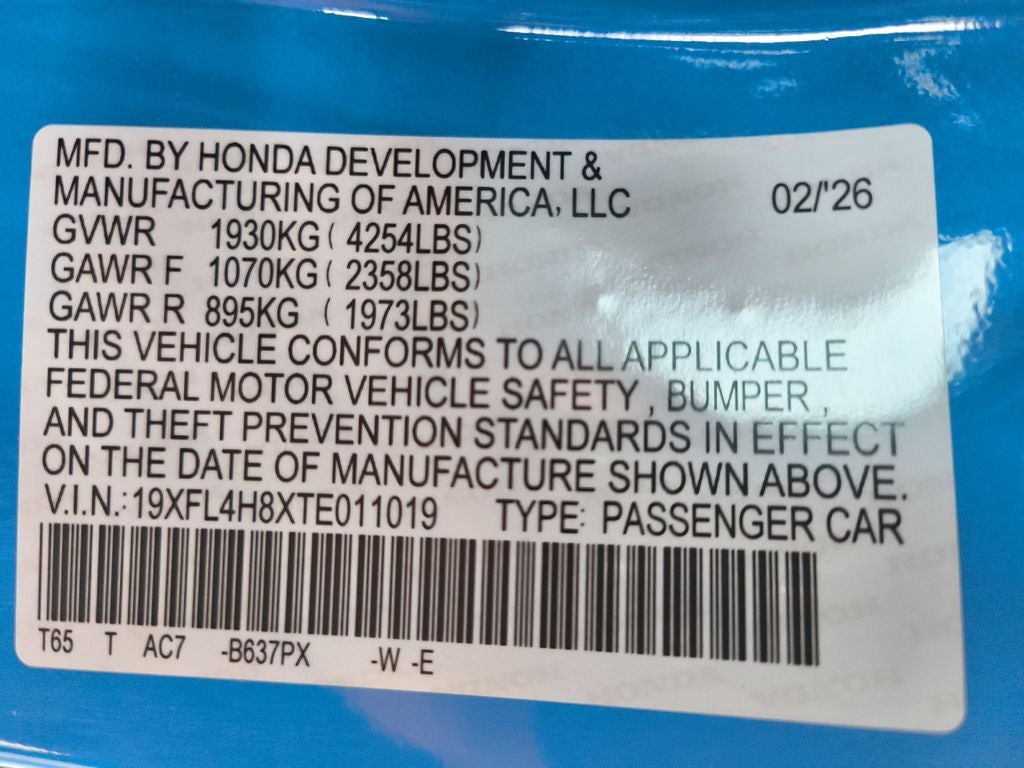 MFD. BY HONDA DEVELOPMENT &
MANUFACTURING OF AMERICA, LLC 02/'26
GVWR 1930KG ( 4254LBS)
GAWR F 1070KG ( 2358LBS)
GAWR R 895KG ( 1973LBS)
THIS VEHICLE CONFORMS TO ALL APPLICABLE
FEDERAL MOTOR VEHICLE SAFETY , BUMPER ,
AND THEFT PREVENTION STANDARDS IN EFFECT
ON THE DATE OF MANUFACTURE SHOWN ABOVE.
V.I.N.: 19XFL4H8XTE011019 TYPE: PASSENGER CAR
T65 T AC7 -B637PX -W -E